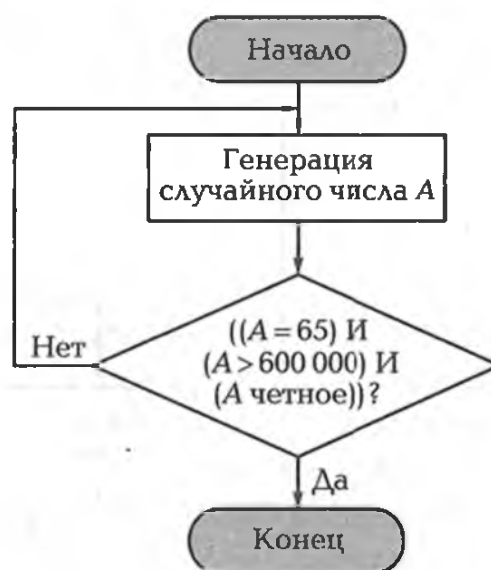 Начало
Генерация
случайного числа A
((A = 65) И
(A > 600 000) И
(A четное))?
Нет
Да
Конец